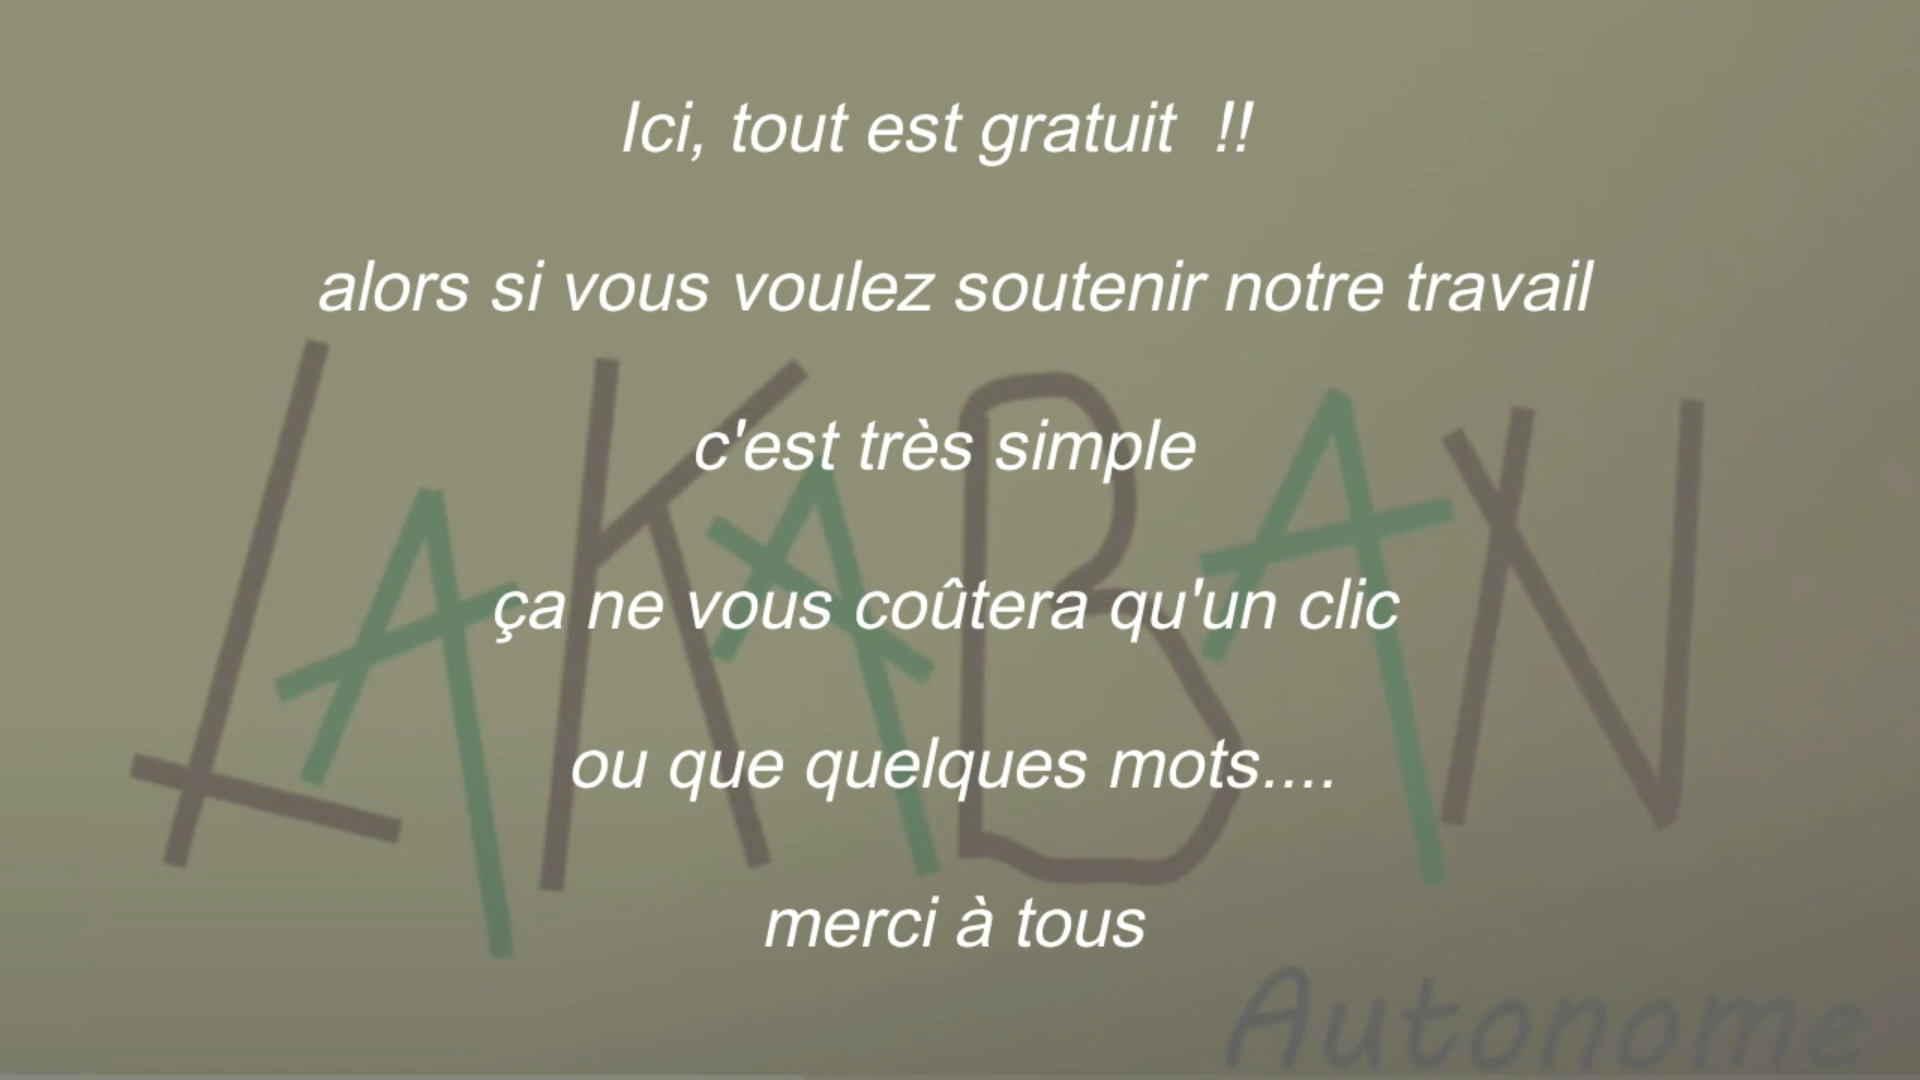 Ici, tout est gratuit  !!
alors si vous voulez soutenir notre travail
c'est très simple
ça ne vous coûtera qu'un clic
ou que quelques mots....
merci à tous
LAKABAN
Autonome